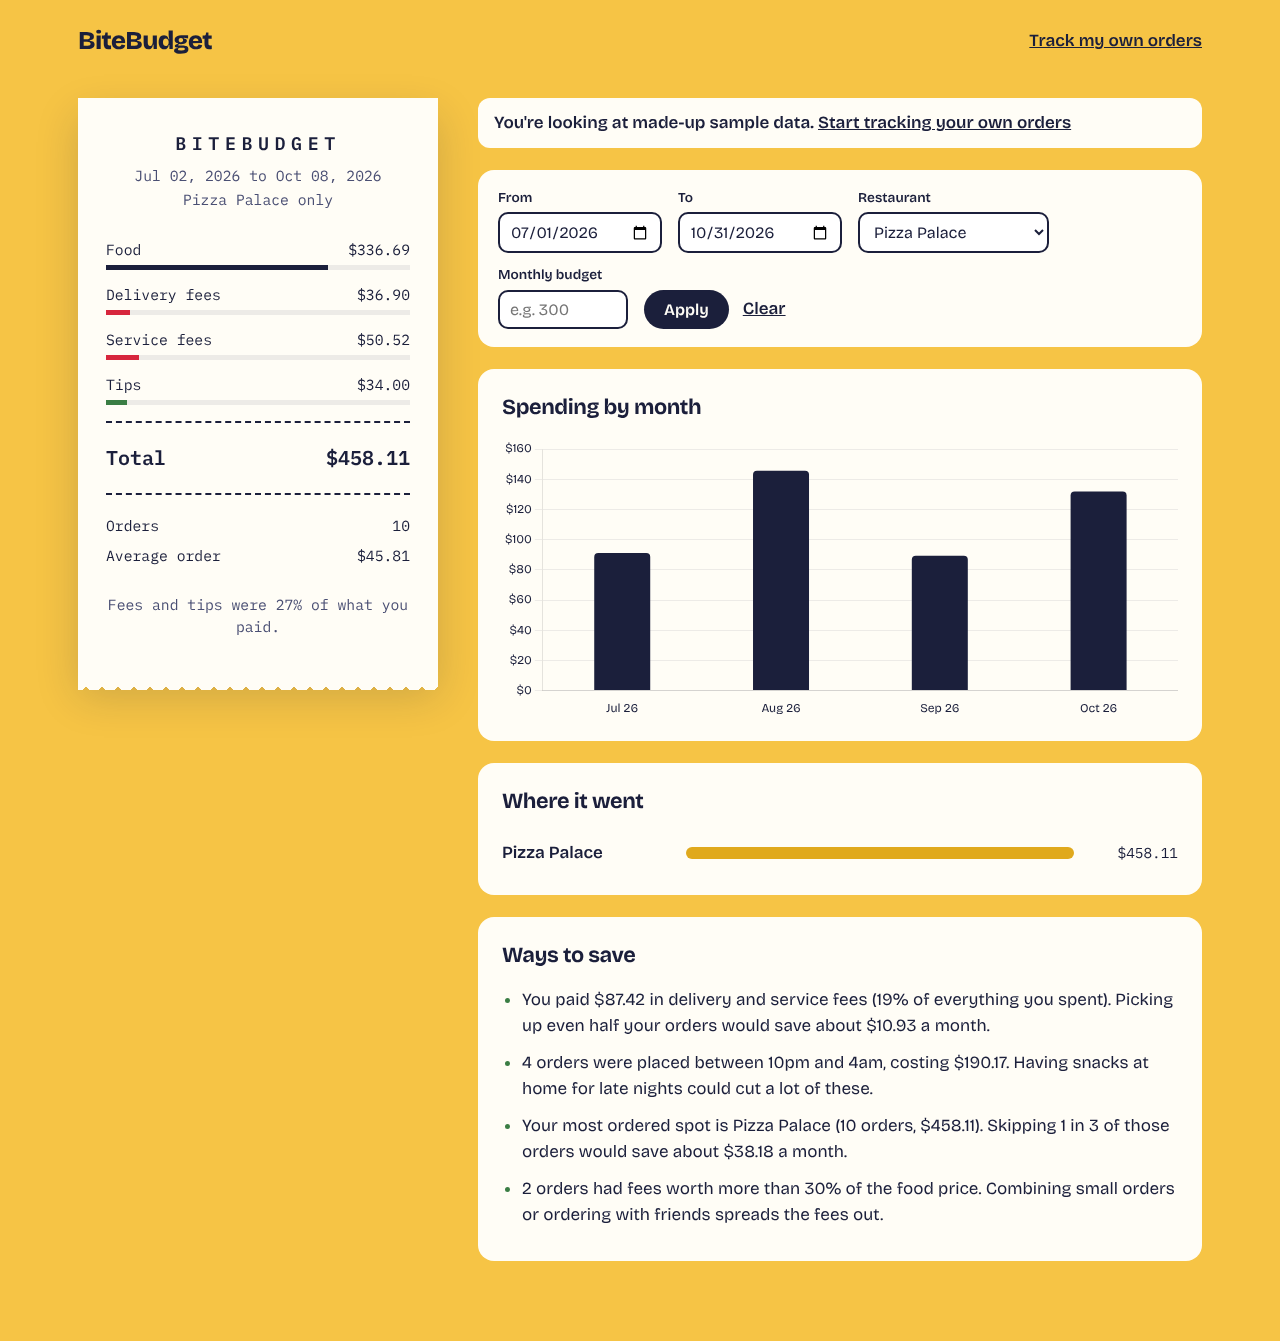 BiteBudget
Track my own orders
BITEBUDGET
Jul 02, 2026 to Oct 08, 2026
Pizza Palace only
Food $336.69
Delivery fees $36.90
Service fees $50.52
Tips $34.00
Total $458.11
Orders 10
Average order $45.81
Fees and tips were 27% of what you
paid.
You're looking at made-up sample data. Start tracking your own orders
From To Restaurant
07/01/2026 10/31/2026 Pizza Palace
Monthly budget
e.g. 300 Apply Clear
Spending by month
$160
$140
$120
$100
$80
$60
$40
$20
$0
Jul 26 Aug 26 Sep 26 Oct 26
Where it went
Pizza Palace $458.11
Ways to save
You paid $87.42 in delivery and service fees (19% of everything you spent). Picking
up even half your orders would save about $10.93 a month.
4 orders were placed between 10pm and 4am, costing $190.17. Having snacks at
home for late nights could cut a lot of these.
Your most ordered spot is Pizza Palace (10 orders, $458.11). Skipping 1 in 3 of those
orders would save about $38.18 a month.
2 orders had fees worth more than 30% of the food price. Combining small orders
or ordering with friends spreads the fees out.